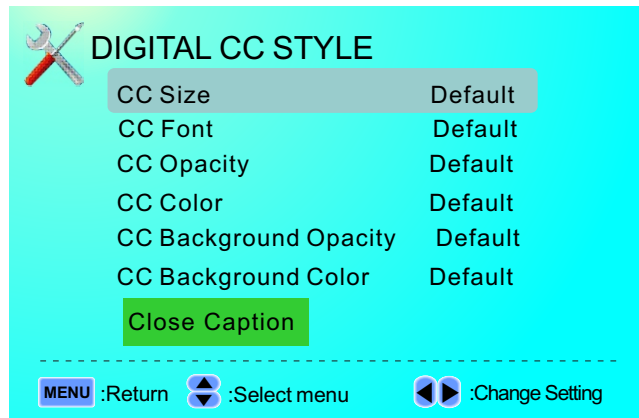 DIGITAL CC STYLE
CC Size Default
CC Font Default
CC Opacity Default
CC Color Default
CC Background Opacity Default
CC Background Color Default
Close Caption
MENU :Return :Select menu :Change Setting